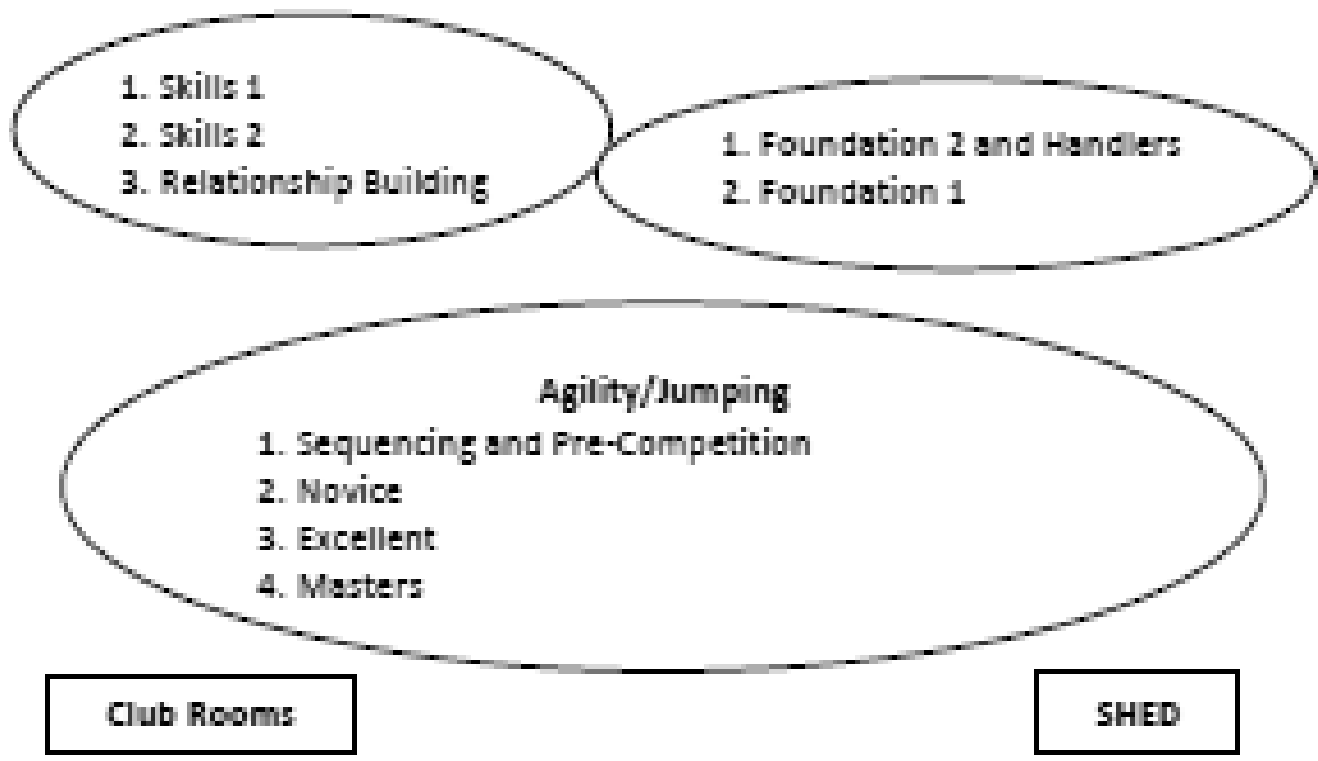 1. Skills 1
2. Skills 2
3. Relationship Building
1. Foundation 2 and Handlers
2. Foundation 1
Agility/Jumping
1. Sequencing and Pre-Competition
2. Novice
3. Excellent
4. Masters
Club Rooms
SHED